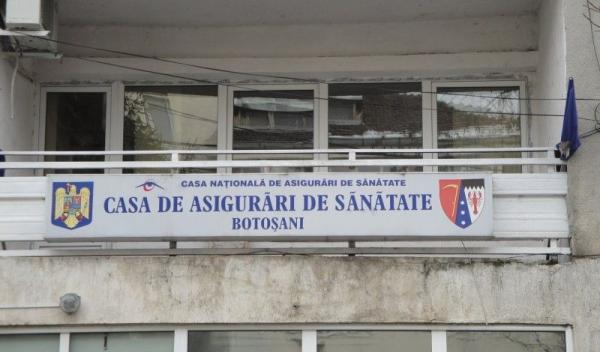 CASA NAȚIONALĂ DE ASIGURĂRI DE SĂNĂTATE
CASA DE ASIGURĂRI DE SĂNĂTATE
BOTOȘANI